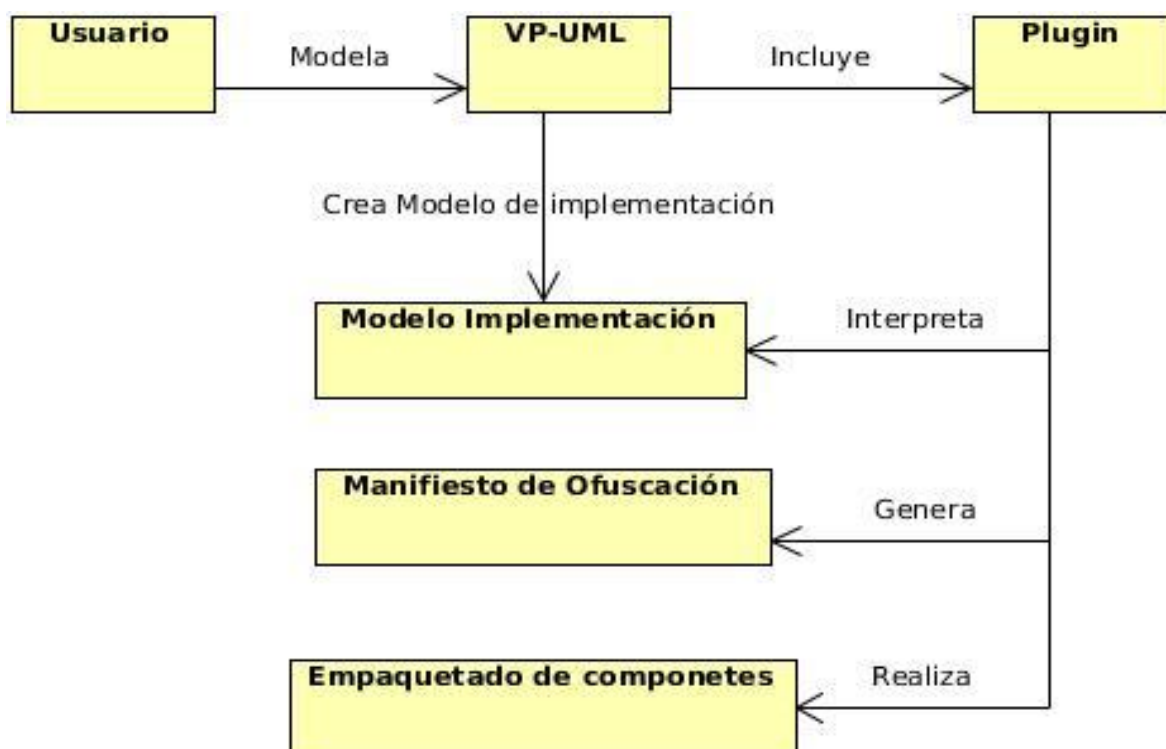 Usuario
VP-UML
Plugin
Modela
Incluye
Crea Modelo de implementación
Modelo Implementación
Interpreta
Manifiesto de Ofuscación
Genera
Empaquetado de componetes
Realiza